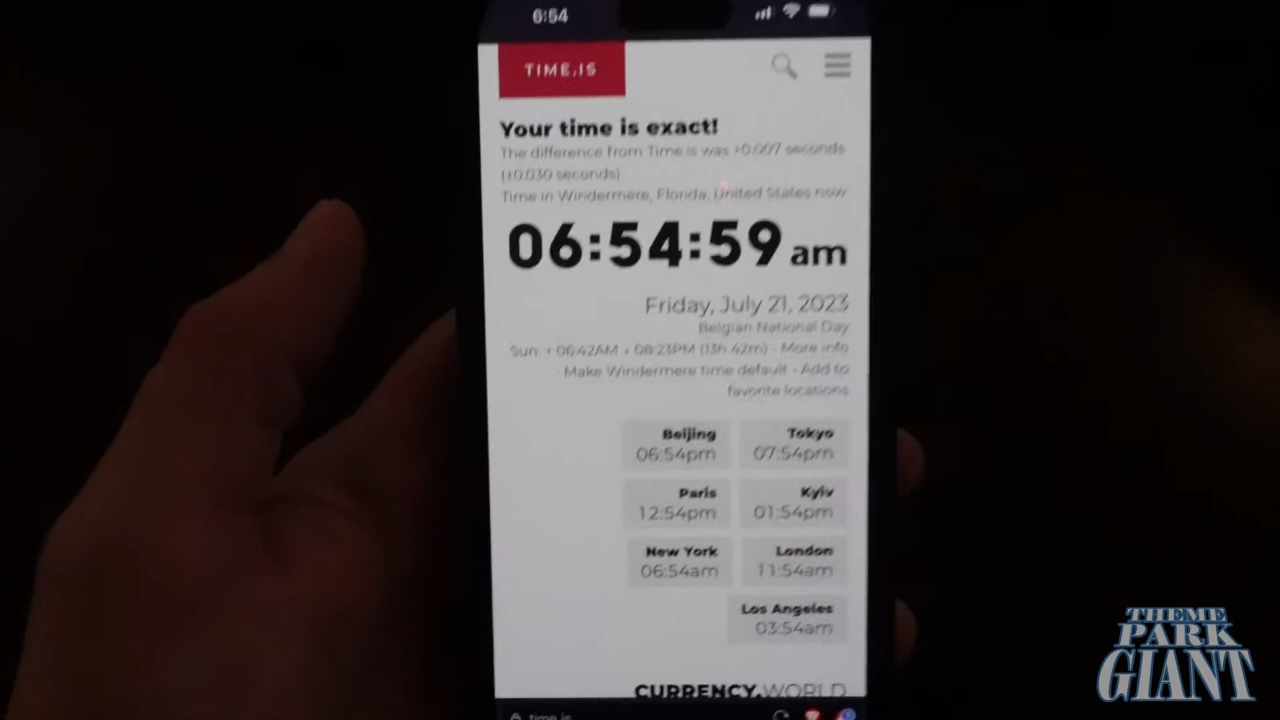 6:54
TIME.IS
Your time is exact!
The difference from Time.is was +0.007 seconds
(±0.030 seconds).
Time in Windermere, Florida, United States now
06:54:59 am
Friday, July 21, 2023
Belgian National Day
Sun: ↑ 06:42AM ↓ 08:23PM (13h 42m) - More info
- Make Windermere time default - Add to
favorite locations
Beijing Tokyo
06:54pm 07:54pm
Paris Kyiv
12:54pm 01:54pm
New York London
06:54am 11:54am
Los Angeles
03:54am
CURRENCY.WORLD
time.is
THEME
PARK
GIANT